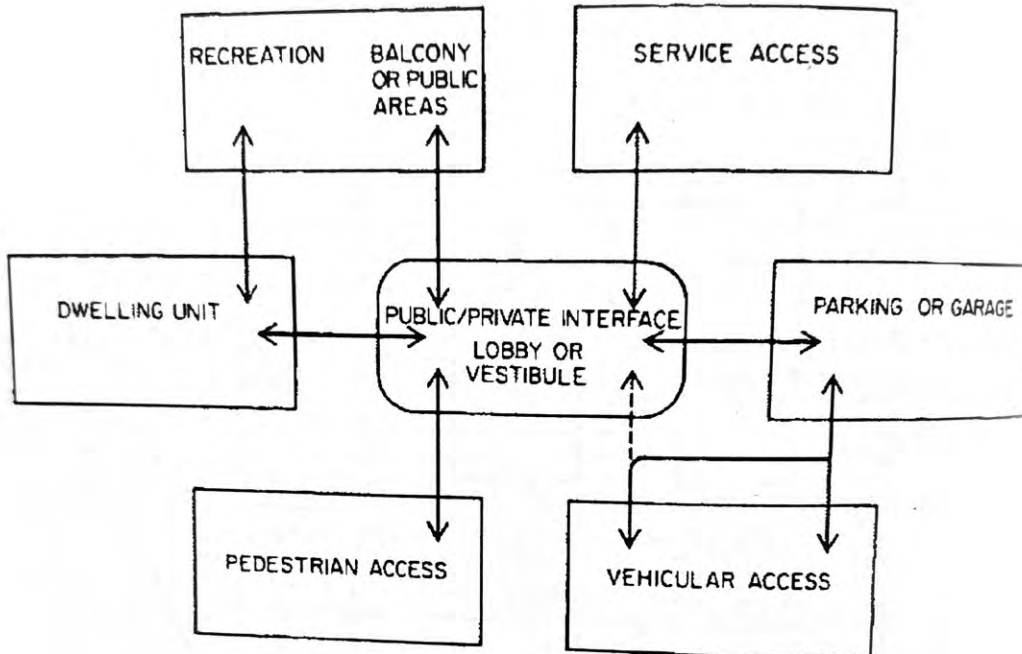 RECREATION
BALCONY
OR PUBLIC
AREAS
SERVICE ACCESS
DWELLING UNIT
PUBLIC/PRIVATE INTERFACE
LOBBY OR
VESTIBULE
PARKING OR GARAGE
PEDESTRIAN ACCESS
VEHICULAR ACCESS